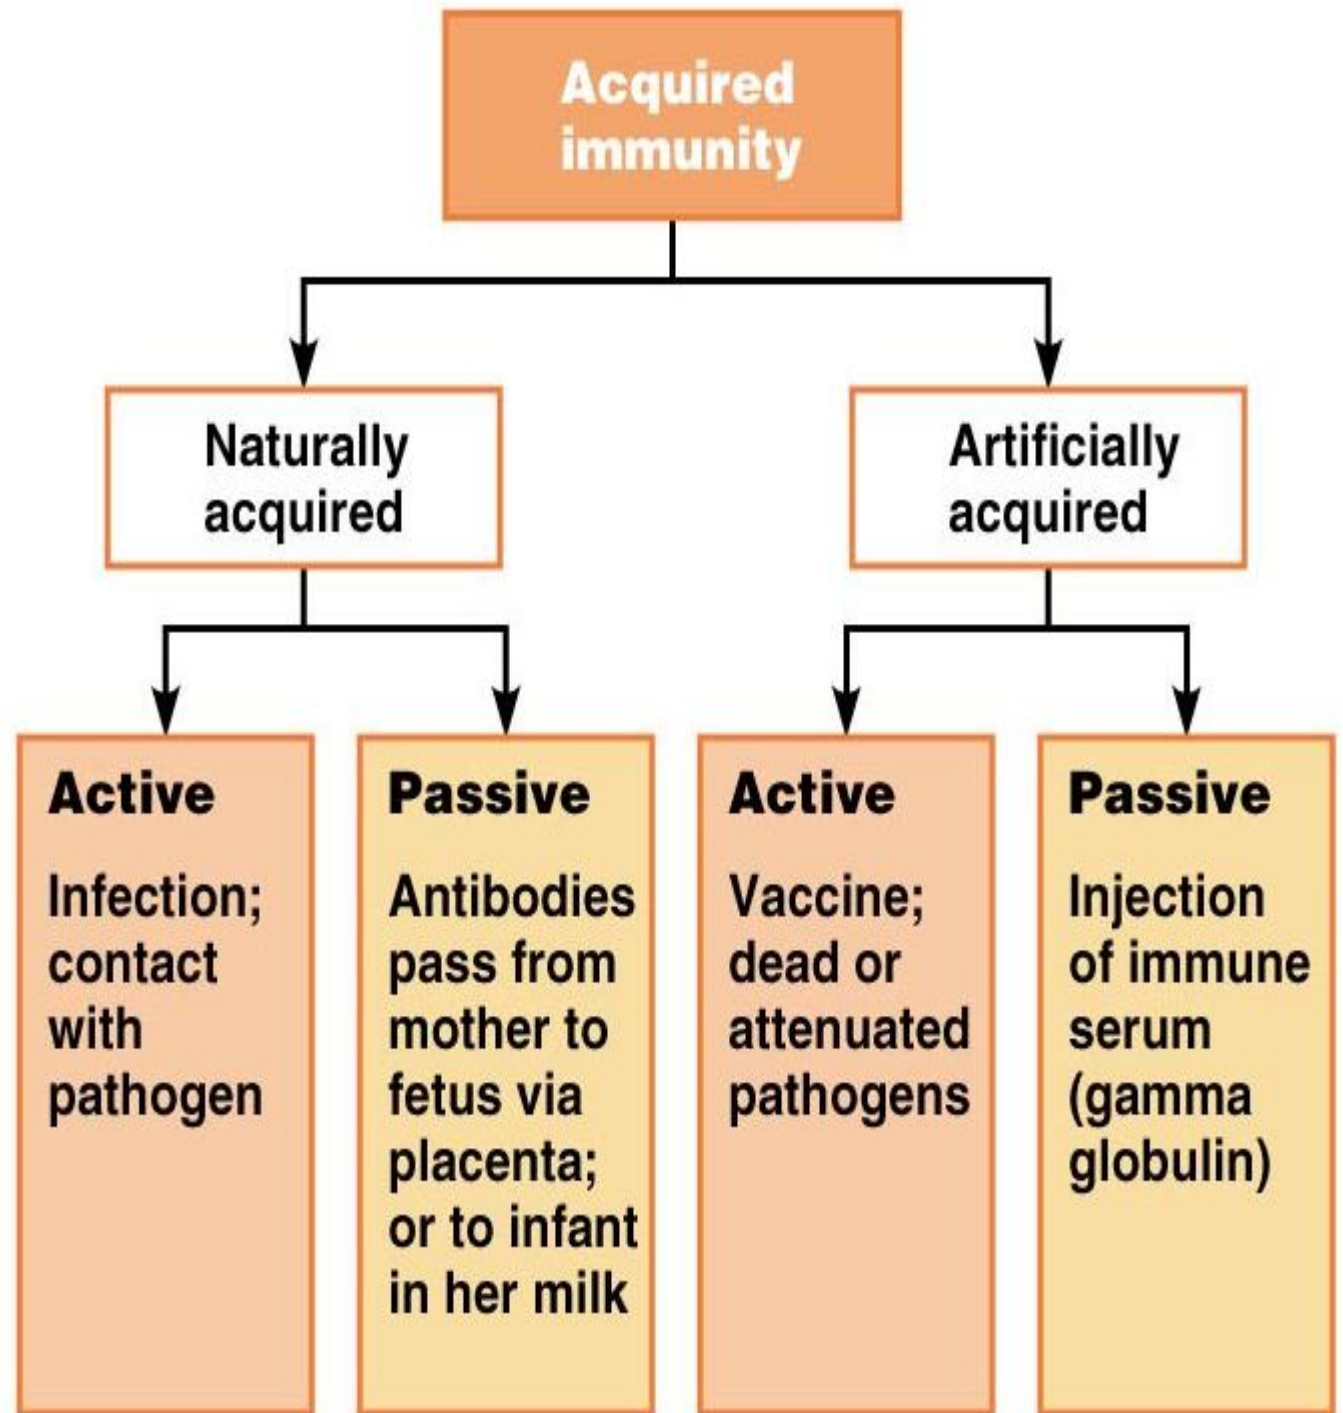 Acquired
immunity
Naturally
acquired
Artificially
acquired
Active
Infection;
contact
with
pathogen
Passive
Antibodies
pass from
mother to
fetus via
placenta;
or to infant
in her milk
Active
Vaccine;
dead or
attenuated
pathogens
Passive
Injection
of immune
serum
(gamma
globulin)